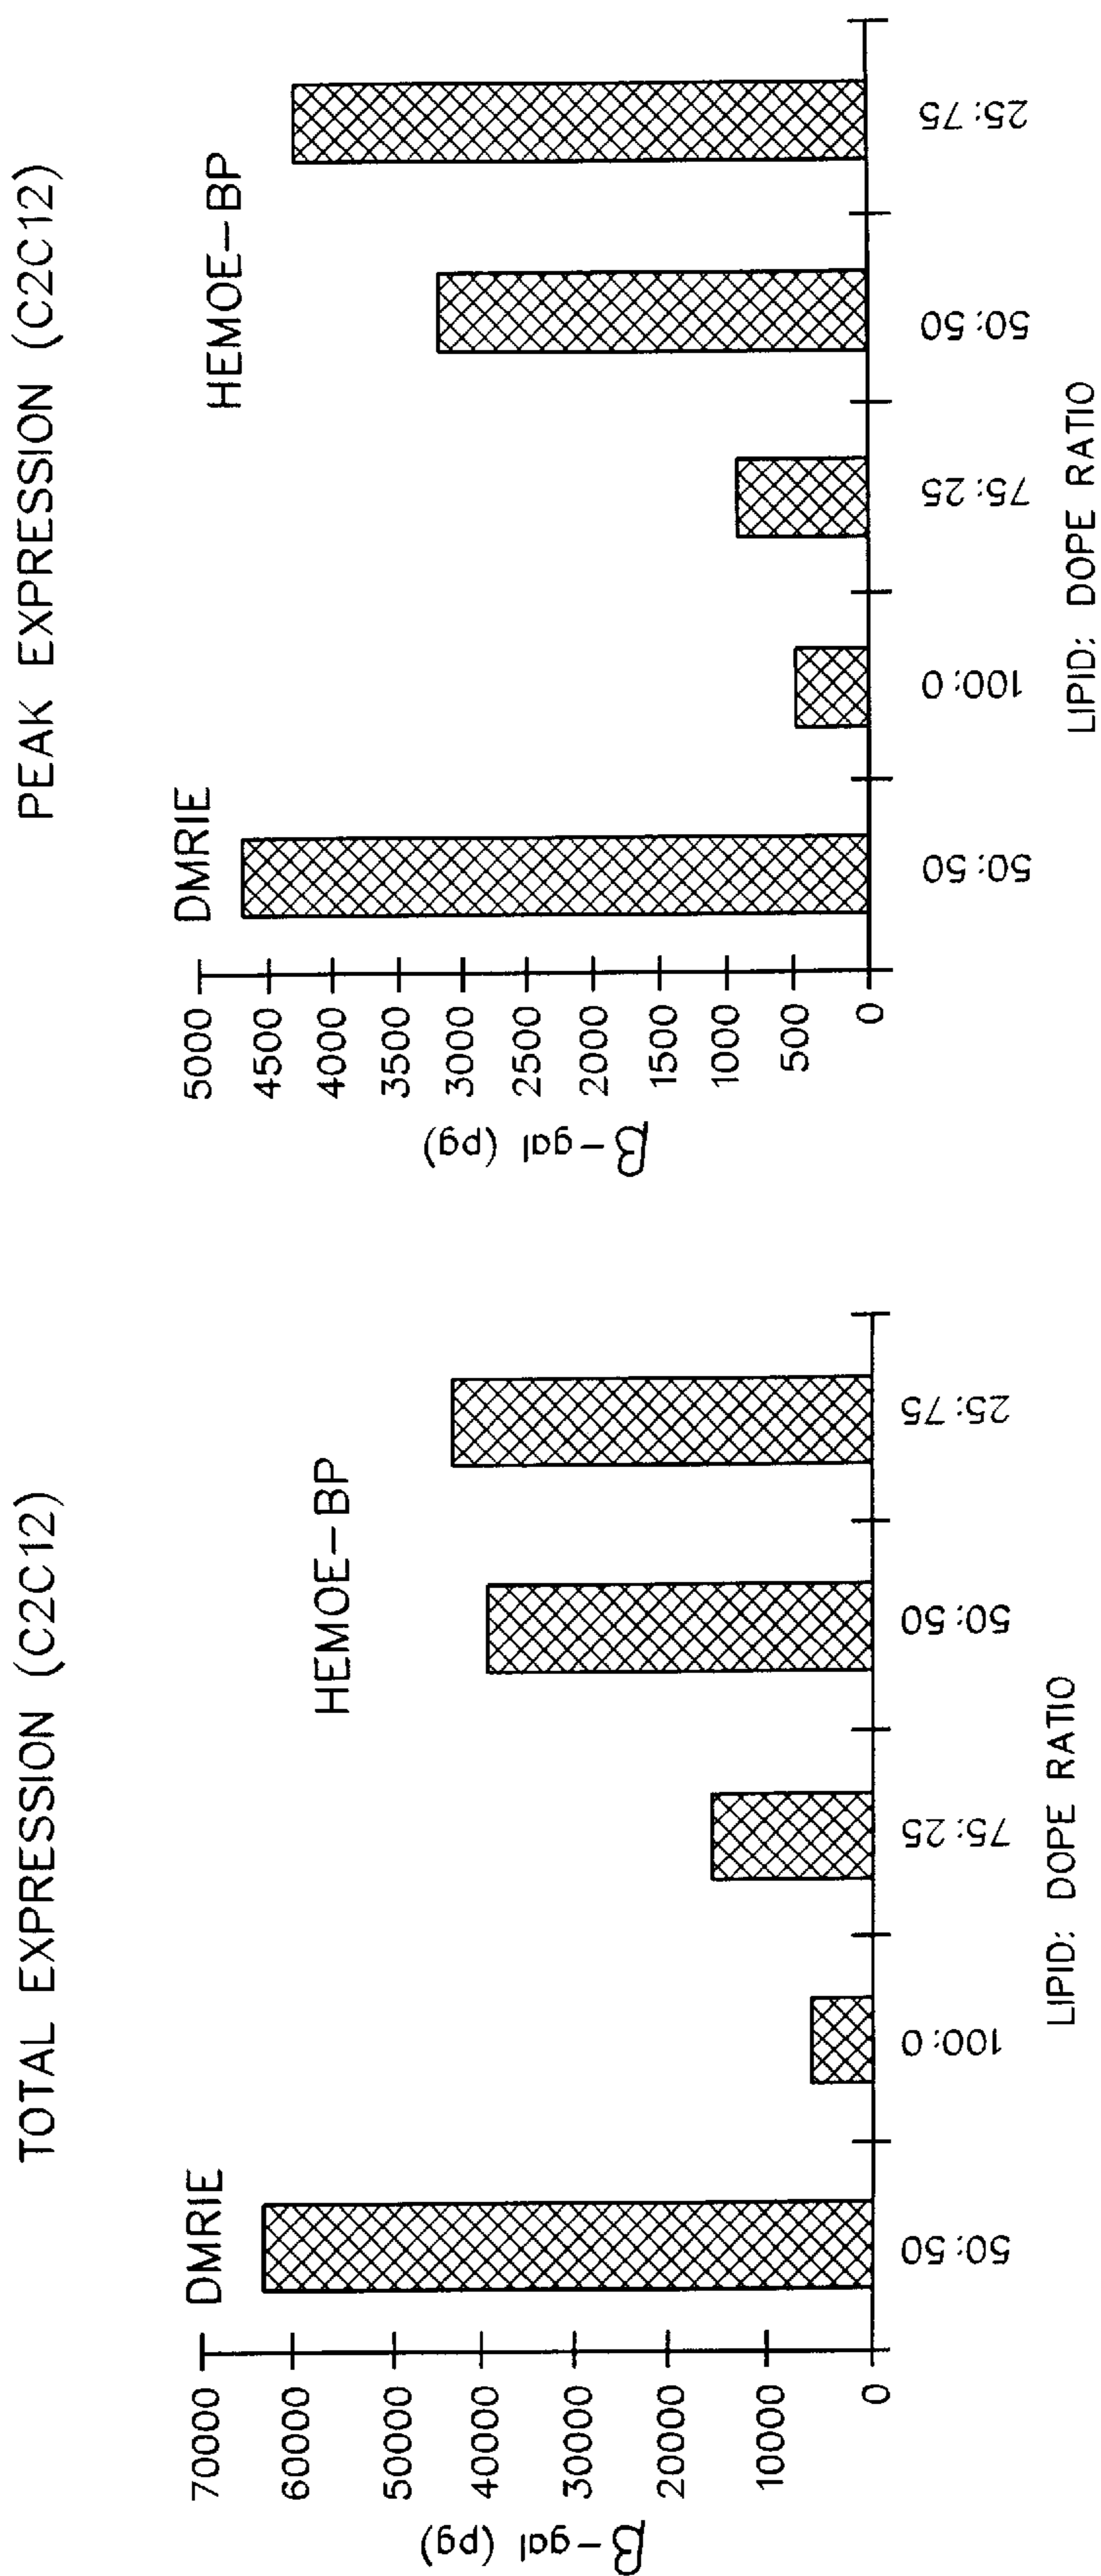 TOTAL EXPRESSION (C2C12)
DMRIE
HEMOE-BP
β-gal (pg)
70000
60000
50000
40000
30000
20000
10000
0
50:50
100:0
75:25
50:50
25:75
LIPID: DOPE RATIO
PEAK EXPRESSION (C2C12)
DMRIE
HEMOE-BP
β-gal (pg)
5000
4500
4000
3500
3000
2500
2000
1500
1000
500
0
50:50
100:0
75:25
50:50
25:75
LIPID: DOPE RATIO